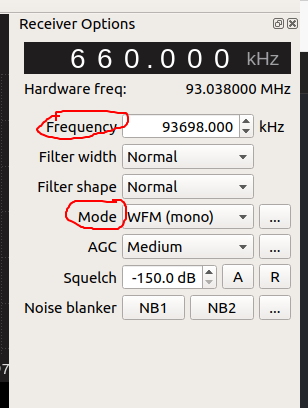 Receiver Options
660.000 kHz
Hardware freq: 93.038000 MHz
Frequency 93698.000 kHz
Filter width Normal
Filter shape Normal
Mode WFM (mono) ...
AGC Medium ...
Squelch -150.0 dB A R
Noise blanker NB1 NB2 ...